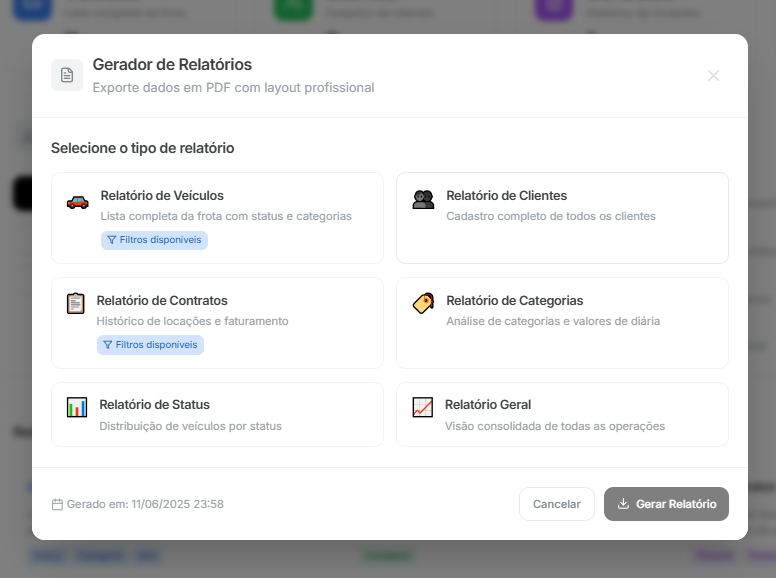 Gerador de Relatórios
Exporte dados em PDF com layout profissional
Selecione o tipo de relatório
Relatório de Veículos
Lista completa da frota com status e categorias
Filtros disponíveis
Relatório de Clientes
Cadastro completo de todos os clientes
Relatório de Contratos
Histórico de locações e faturamento
Filtros disponíveis
Relatório de Categorias
Análise de categorias e valores de diária
Relatório de Status
Distribuição de veículos por status
Relatório Geral
Visão consolidada de todas as operações
Gerado em: 11/06/2025 23:58
Cancelar
Gerar Relatório